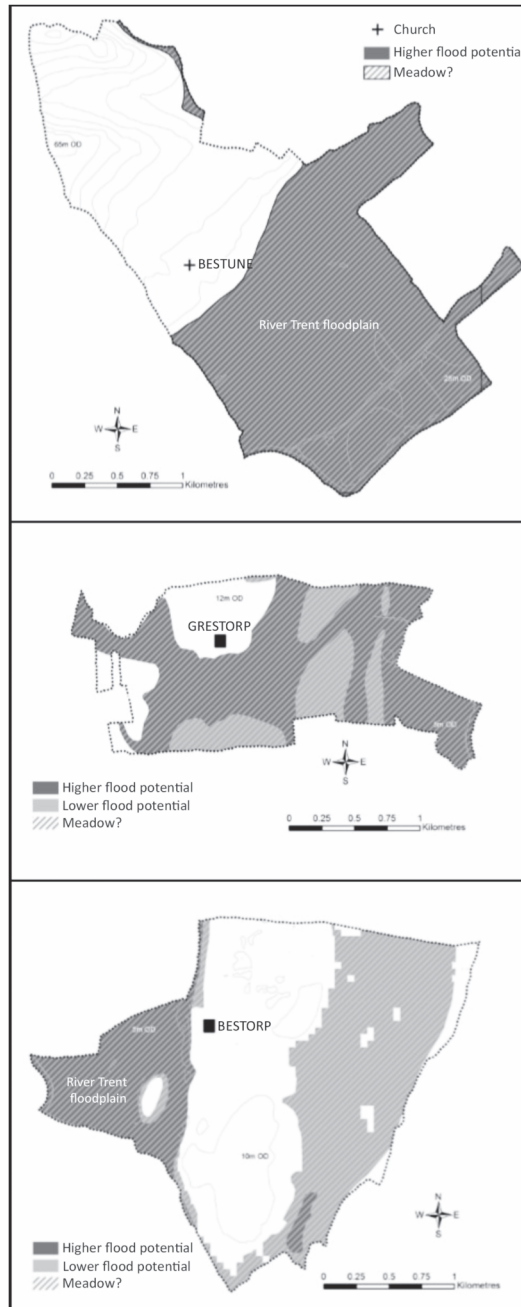 Church
Higher flood potential
Meadow?
65m OD
BESTUNE
River Trent floodplain
N
W E
S
0 0.25 0.5 0.75 1
Kilometres
12m OD
GRESTORP
Higher flood potential
Lower flood potential
Meadow?
N
W E
S
0 0.25 0.5 0.75 1
Kilometres
BESTORP
River Trent
floodplain
10m OD
Higher flood potential
Lower flood potential
Meadow?
N
W E
S
0 0.25 0.5 0.75 1
Kilometres